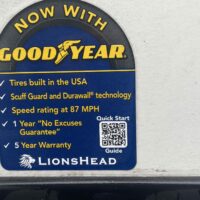 NOW WITH
GOODYEAR
✓ Tires built in the USA
✓ Scuff Guard and Durawall® technology
✓ Speed rating at 87 MPH
✓ 1 Year "No Excuses
Guarantee"
✓ 5 Year Warranty
Quick Start
Guide
LIONSHEAD